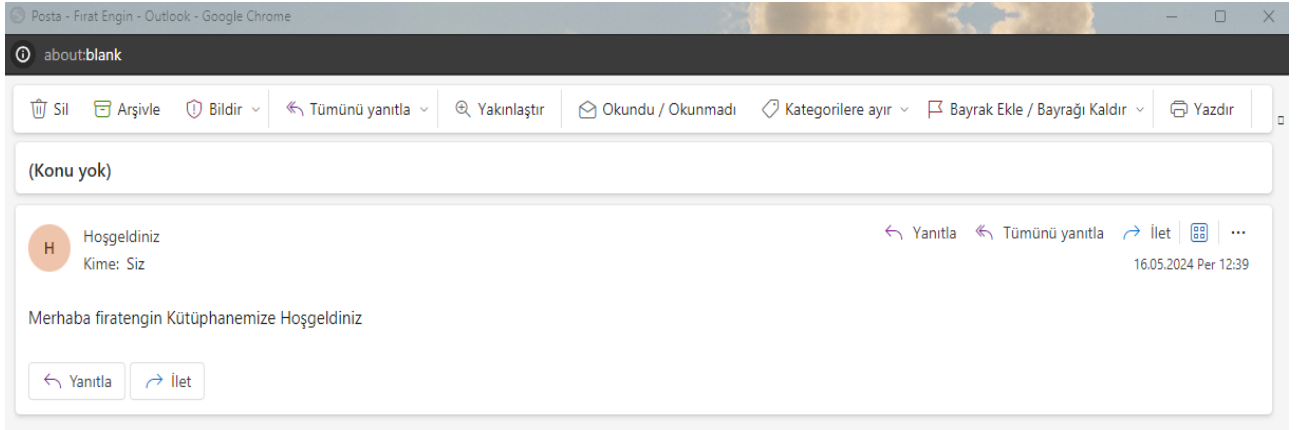 Posta - Fırat Engin - Outlook - Google Chrome
about:blank
Sil Arşivle Bildir Tümünü yanıtla Yakınlaştır Okundu / Okunmadı Kategorilere ayır Bayrak Ekle / Bayrağı Kaldır Yazdır
(Konu yok)
H
Hoşgeldiniz
Yanıtla Tümünü yanıtla İlet
Kime: Siz
16.05.2024 Per 12:39
Merhaba firatengin Kütüphanemize Hoşgeldiniz
Yanıtla İlet